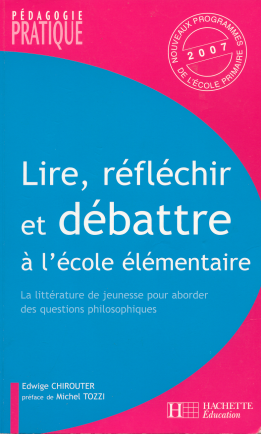 PÉDAGOGIE
PRATIQUE
NOUVEAUX PROGRAMMES
2007
DE L'ÉCOLE PRIMAIRE
Lire, réfléchir
et débattre
à l'école élémentaire
La littérature de jeunesse pour aborder
des questions philosophiques
Edwige CHIROUTER
préface de Michel TOZZI
HACHETTE
Éducation